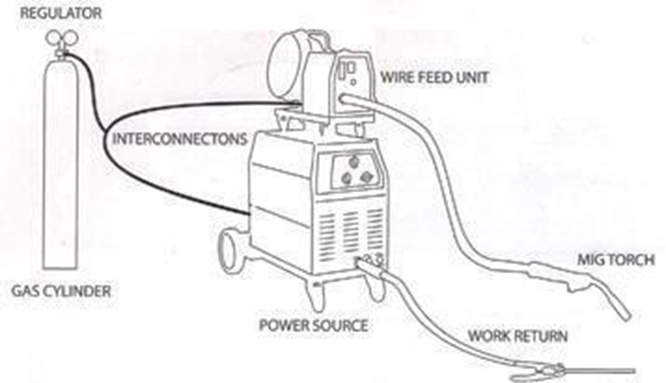 REGULATOR
WIRE FEED UNIT
INTERCONNECTONS
MIG TORCH
GAS CYLINDER
POWER SOURCE
WORK RETURN